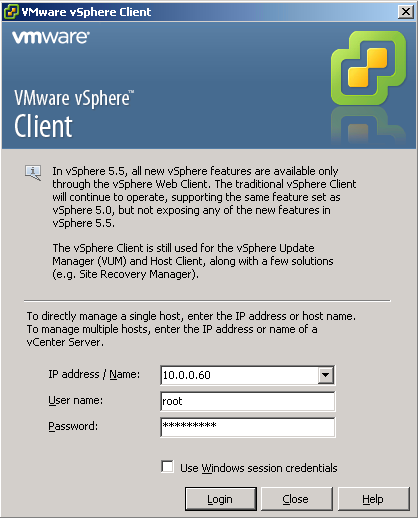 VMware vSphere Client
vmware®
VMware vSphere™
Client
In vSphere 5.5, all new vSphere features are available only
through the vSphere Web Client. The traditional vSphere Client
will continue to operate, supporting the same feature set as
vSphere 5.0, but not exposing any of the new features in
vSphere 5.5.
The vSphere Client is still used for the vSphere Update
Manager (VUM) and Host Client, along with a few solutions
(e.g. Site Recovery Manager).
To directly manage a single host, enter the IP address or host name.
To manage multiple hosts, enter the IP address or name of a
vCenter Server.
IP address / Name: 10.0.0.60
User name: root
Password: *********
Use Windows session credentials
Login Close Help